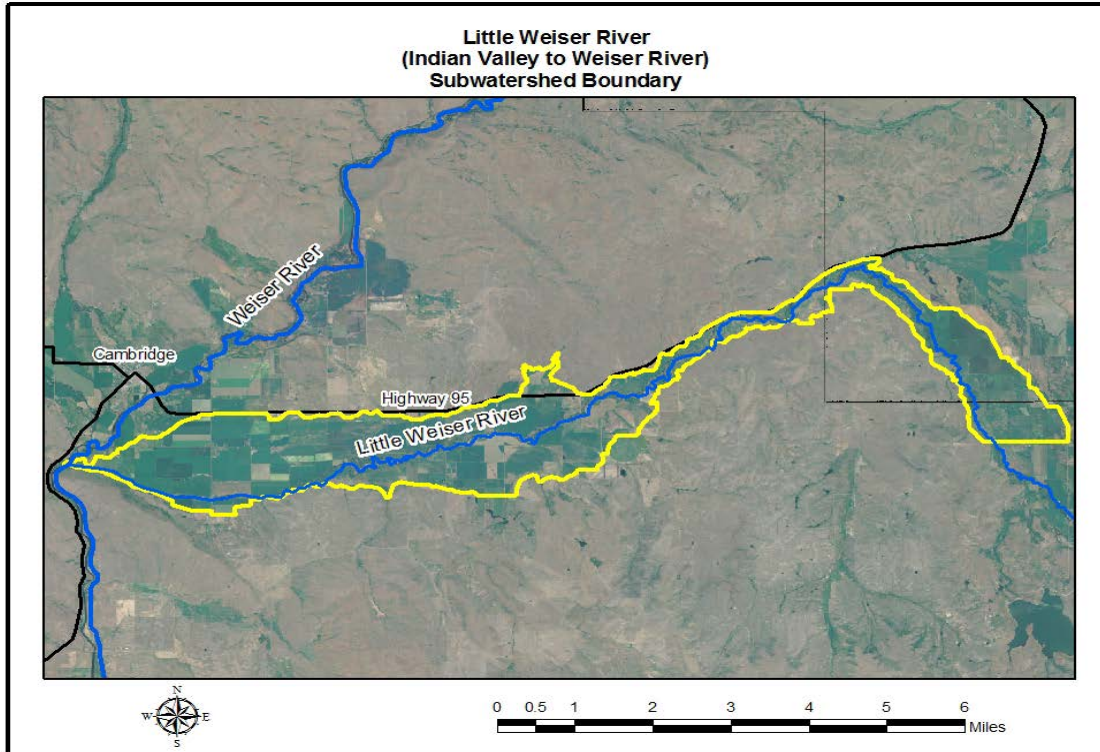 Little Weiser River
(Indian Valley to Weiser River)
Subwatershed Boundary
Weiser River
Cambridge
Highway 95
Little Weiser River
N
W E
S
0 0.5 1 2 3 4 5 6
Miles